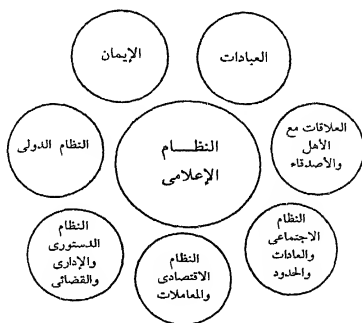 العبادات
الإيمان
العلاقات مع
الأهل
والأصدقاء
النظـــام
الإعلامى
النظام الدولى
النظام
الاجتماعى
والعادات
والحدود
النظام
الاقتصادى
والمعاملات
النظام
الدستورى
والإدارى
والقضائى